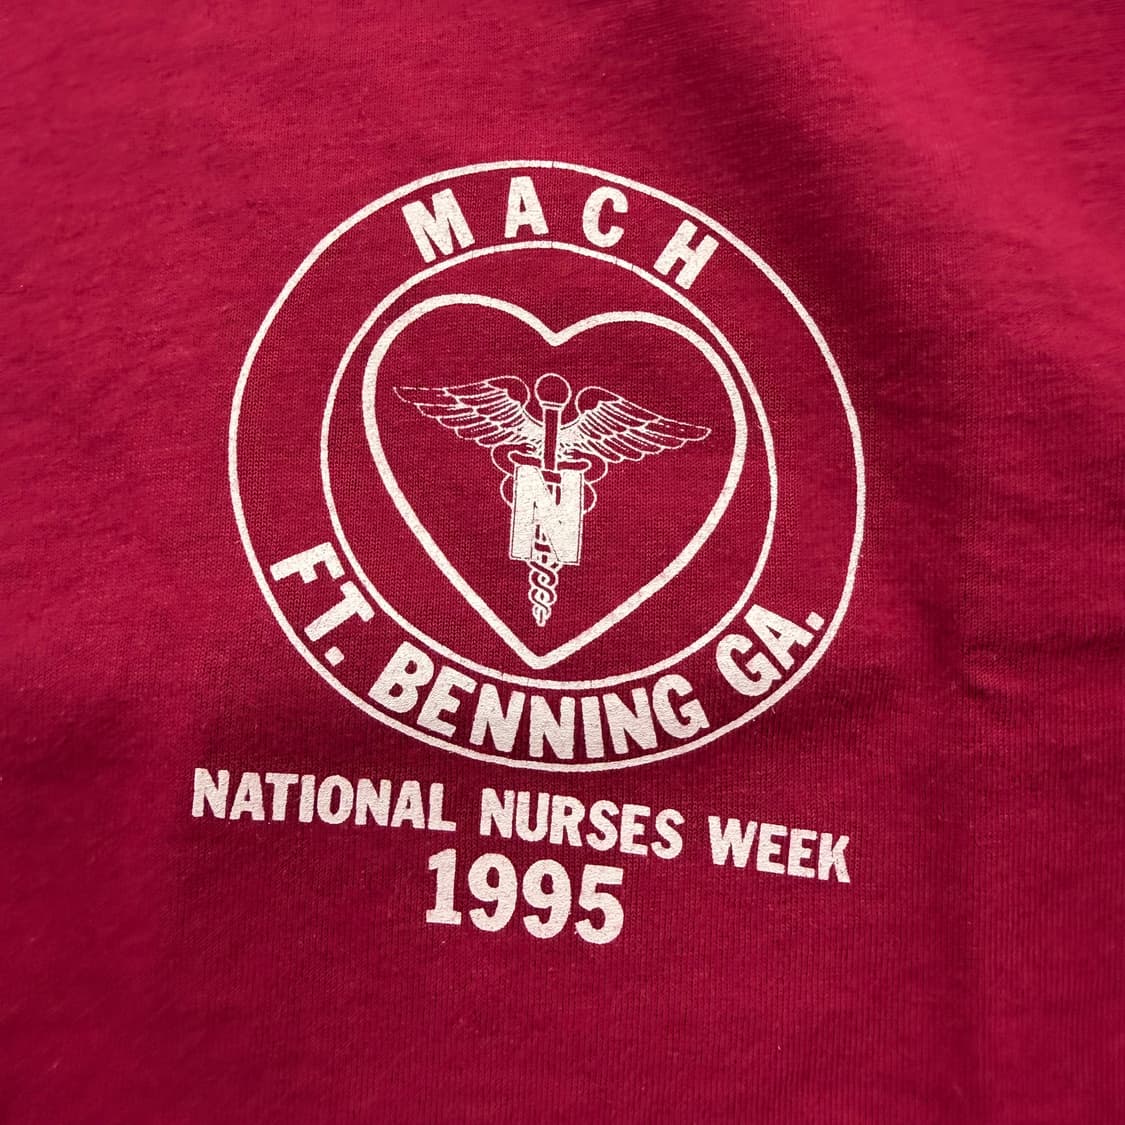 MACH
N
FT. BENNING GA.
NATIONAL NURSES WEEK
1995